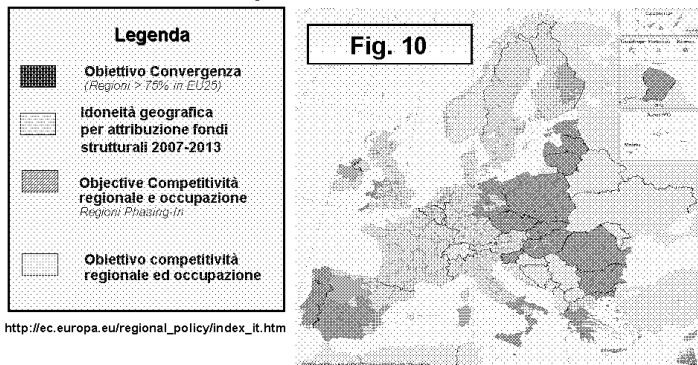 Legenda
Obiettivo Convergenza
(Regioni > 75% in EU25)
Idoneità geografica
per attribuzione fondi
strutturali 2007-2013
Objective Competitività
regionale e occupazione
Regioni Phasing-In
Obiettivo competitività
regionale ed occupazione
http://ec.europa.eu/regional_policy/index_it.htm
Fig. 10